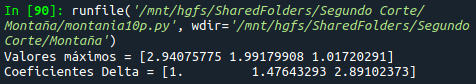 In [90]: runfile('/mnt/hgfs/SharedFolders/Segundo Corte/
Montaña/montania10p.py', wdir='/mnt/hgfs/SharedFolders/Segundo
Corte/Montaña')
Valores máximos = [2.94075775 1.99179908 1.01720291]
Coeficientes Delta = [1.         1.47643293 2.89102373]